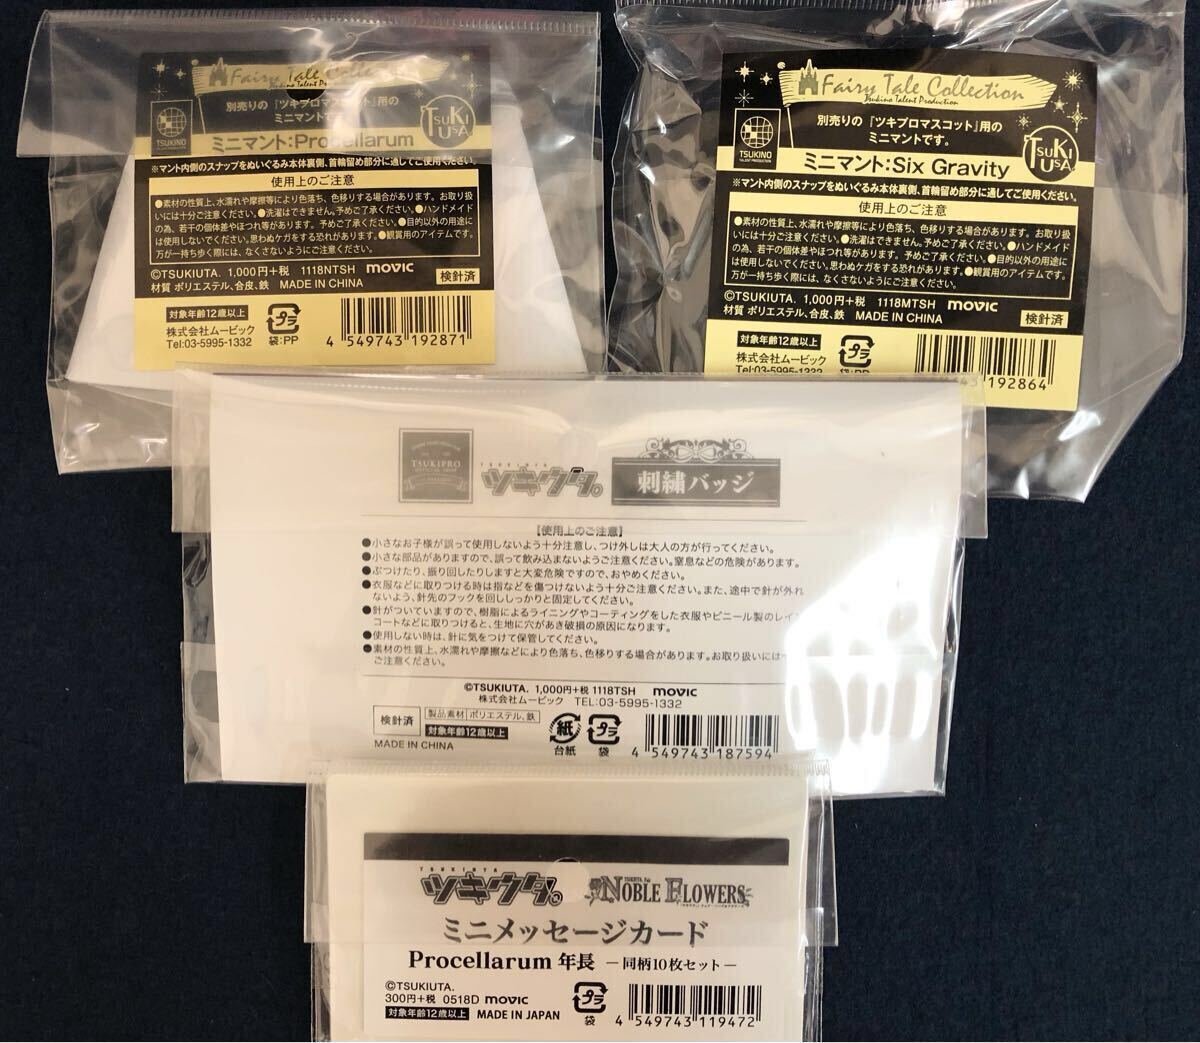 Fairy Tale Collection
Tsukino Talent Production
別売りの『ツキプロマスコット』用の
ミニマントです。
TSUKINO
TSUKIUSA
ミニマント:Procellarum
※マント内側のスナップをぬいぐるみ本体裏側、首輪留め部分に通してご使用ください。
使用上のご注意
●素材の性質上、水濡れや摩擦等により色落ち、色移りする場合があります。お取り扱
いには十分ご注意ください。●洗濯はできません。予めご了承ください。●ハンドメイド
の為、若干の個体差やほつれ等があります。予めご了承ください。●目的以外の用途に
は使用しないでください。思わぬケガをする恐れがあります。●観賞用のアイテムです。
万が一持ち歩く際には、なくさないようにご注意ください。
©TSUKIUTA. 1,000円+税 1118NTSH movic
材質 ポリエステル、合皮、鉄 MADE IN CHINA
検針済
対象年齢12歳以上
株式会社ムービック
Tel:03-5995-1332
プラ
袋:PP
4 549743 192871
Fairy Tale Collection
Tsukino Talent Production
別売りの『ツキプロマスコット』用の
ミニマントです。
TSUKINO
TSUKIUSA
ミニマント:Six Gravity
※マント内側のスナップをぬいぐるみ本体裏側、首輪留め部分に通してご使用ください。
使用上のご注意
●素材の性質上、水濡れや摩擦等により色落ち、色移りする場合があります。お取り扱
いには十分ご注意ください。●洗濯はできません。予めご了承ください。●ハンドメイド
の為、若干の個体差やほつれ等があります。予めご了承ください。●目的以外の用途に
は使用しないでください。思わぬケガをする恐れがあります。●観賞用のアイテムです。
万が一持ち歩く際には、なくさないようにご注意ください。
©TSUKIUTA. 1,000円+税 1118MTSH movic
材質 ポリエステル、合皮、鉄 MADE IN CHINA
検針済
対象年齢12歳以上
株式会社ムービック
Tel:03-5995-1332
プラ
袋:PP
43 192864
TSUKIPRO
TSUKIUTA
ツキウタ。
刺繍バッジ
【使用上のご注意】
●小さなお子様が誤って使用しないよう十分注意し、つけ外しは大人の方が行ってください。
●小さな部品がありますので、誤って飲み込まないようご注意ください。窒息などの危険があります。
●ぶつけたり、振り回したりしますと大変危険ですので、おやめください。
●衣服などに取りつける時は指などを傷つけないよう十分ご注意ください。また、途中で針が外れ
ないよう、針先のフックを回ししっかりと固定してください。
●針がついていますので、樹脂によるライニングやコーティングをした衣服やビニール製のレイン
コートなどに取りつけると、生地に穴があき破損の原因になります。
●使用しない時は、針に気をつけて保管してください。
●素材の性質上、水濡れや摩擦などにより色落ち、色移りする場合があります。お取り扱いには
ご注意ください。
©TSUKIUTA. 1,000円+税 1118TSH movic
株式会社ムービック TEL:03-5995-1332
検針済
製品素材 ポリエステル、鉄
対象年齢12歳以上
MADE IN CHINA
紙
台紙
プラ
袋
4 549743 187594
TSUKIUTA
ツキウタ。
NOBLE FLOWERS
ミニメッセージカード
Procellarum 年長 －同柄10枚セット－
©TSUKIUTA.
300円+税 0518D movic
対象年齢12歳以上 MADE IN JAPAN
プラ
袋
4 549743 119472